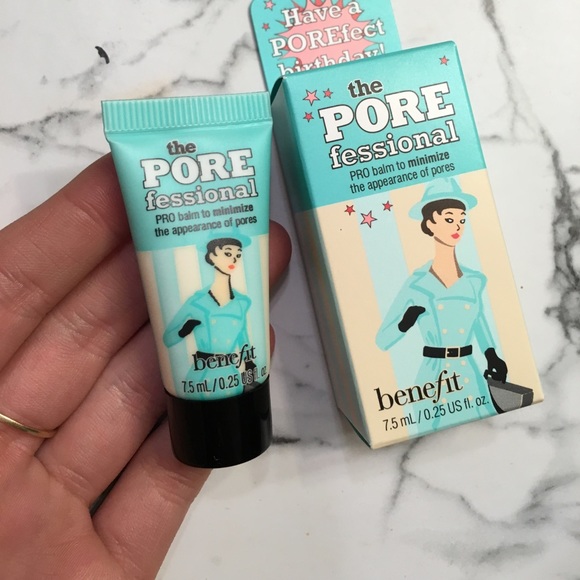 Have a
POREfect
birthday!
the
PORE
fessional
PRO balm to minimize
the appearance of pores
benefit
7.5 mL / 0.25 US fl. oz.
the
PORE
fessional
PRO balm to minimize
the appearance of pores
benefit
7.5 mL / 0.25 US fl. oz.